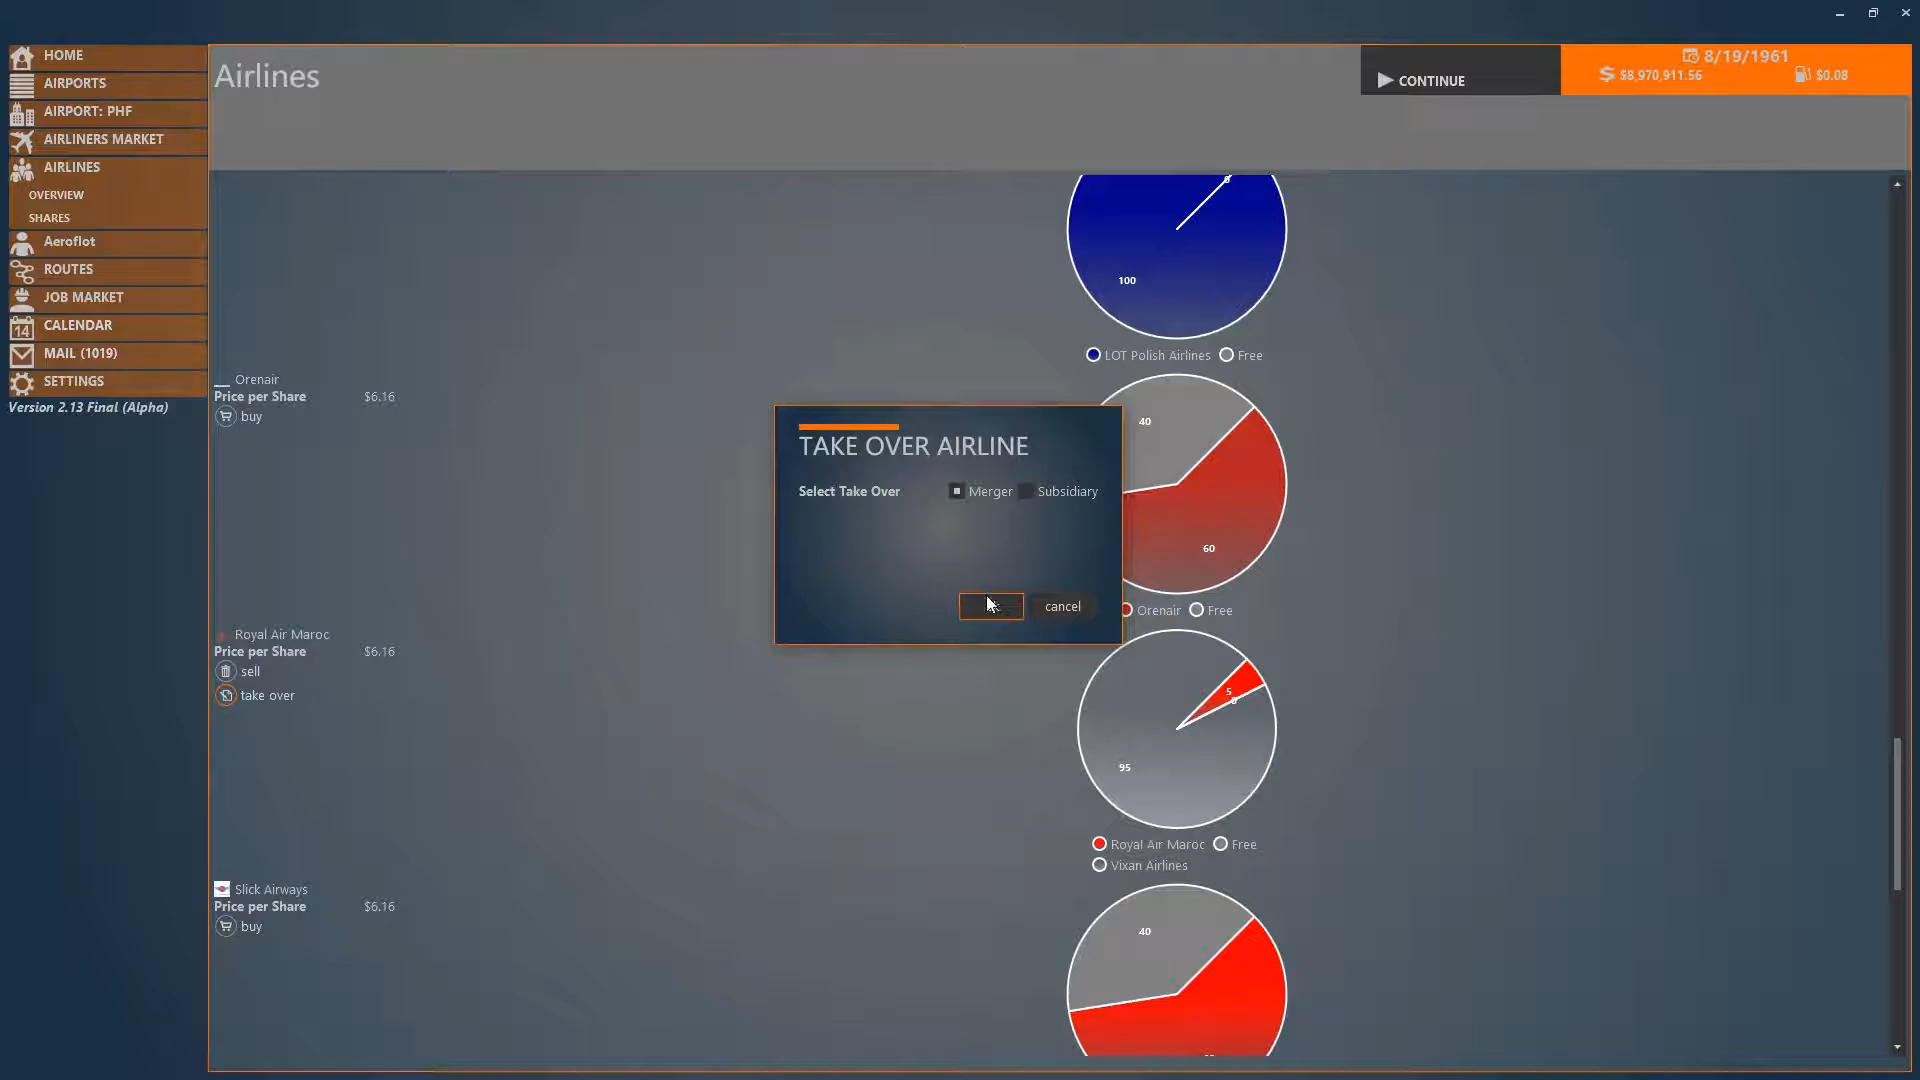 HOME
AIRPORTS
AIRPORT: PHF
AIRLINERS MARKET
AIRLINES
OVERVIEW
SHARES
Aeroflot
ROUTES
JOB MARKET
14 CALENDAR
MAIL (1019)
SETTINGS
Version 2.13 Final (Alpha)
Airlines
CONTINUE
8/19/1961
$8,970,911.56
$0.08
0
100
LOT Polish Airlines Free
Orenair
Price per Share $6.16
buy
40
60
Orenair Free
TAKE OVER AIRLINE
Select Take Over Merger Subsidiary
cancel
Royal Air Maroc
Price per Share $6.16
sell
take over
5
0
95
Royal Air Maroc Free
Vixan Airlines
Slick Airways
Price per Share $6.16
buy
40